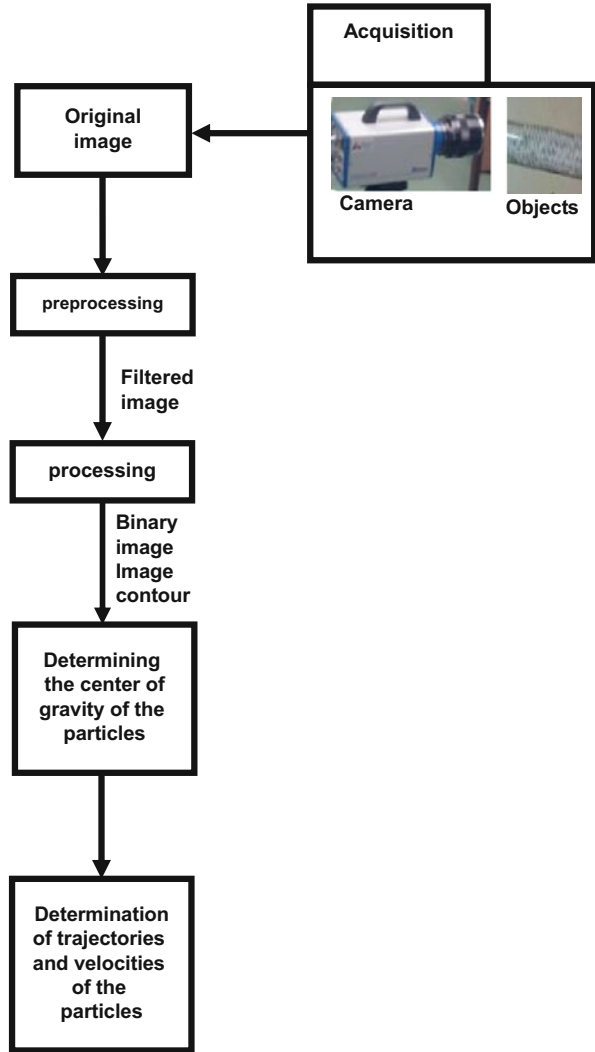 Acquisition
Camera
Objects
Original
image
preprocessing
Filtered
image
processing
Binary
image
Image
contour
Determining
the center of
gravity of the
particles
Determination
of trajectories
and velocities
of the
particles